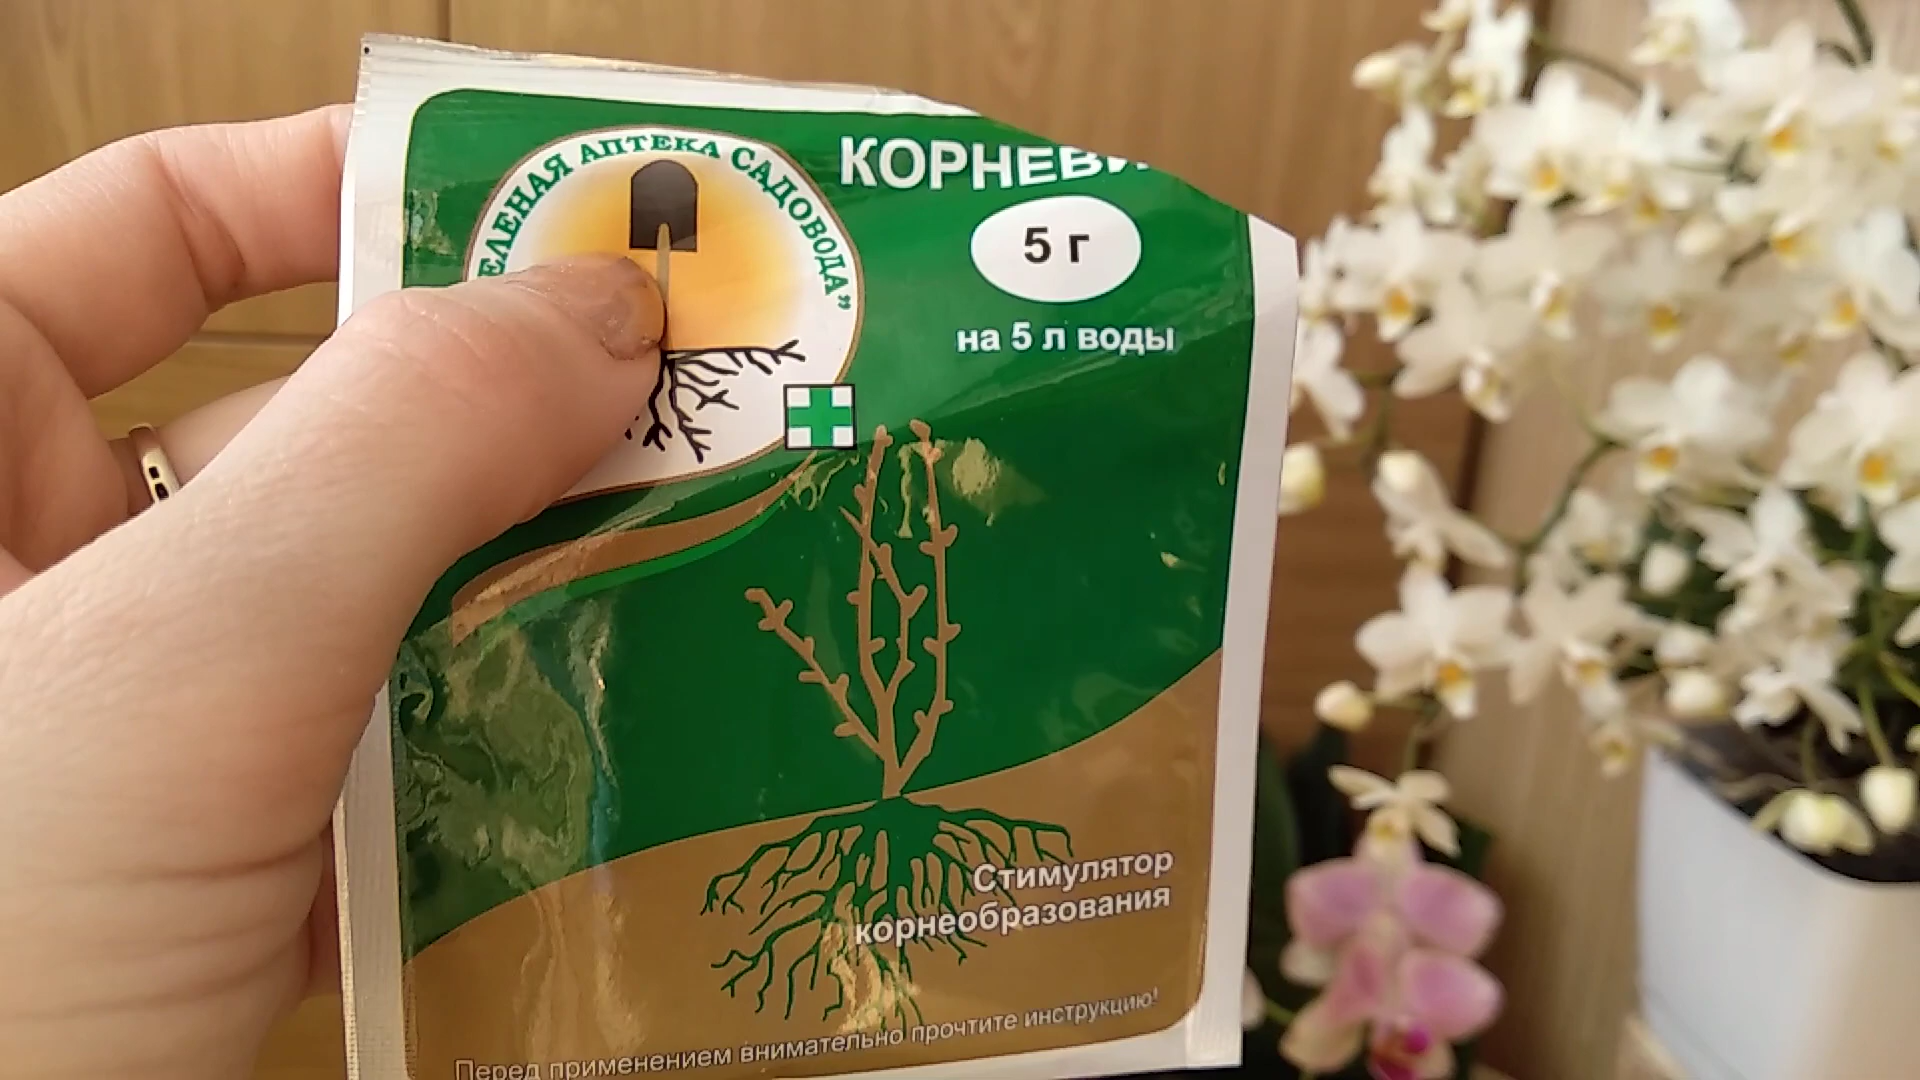 ЕЛЕНАЯ АПТЕКА САДОВОДА”
КОРНЕВИ
5 г
на 5 л воды
Стимулятор
корнеобразования
Перед применением внимательно прочтите инструкцию!